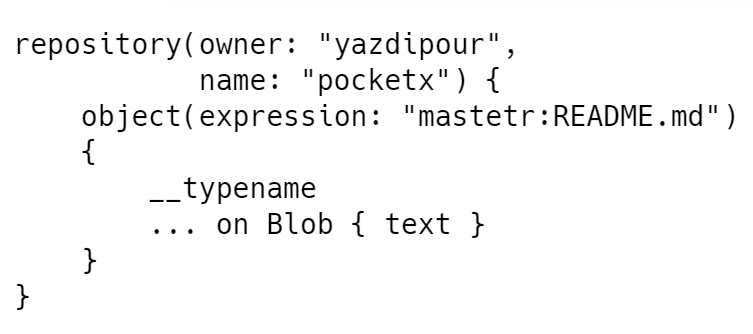 repository(owner: "yazdipour",
           name: "pocketx") {
    object(expression: "mastetr:README.md")
    {
        __typename
        ... on Blob { text }
    }
}